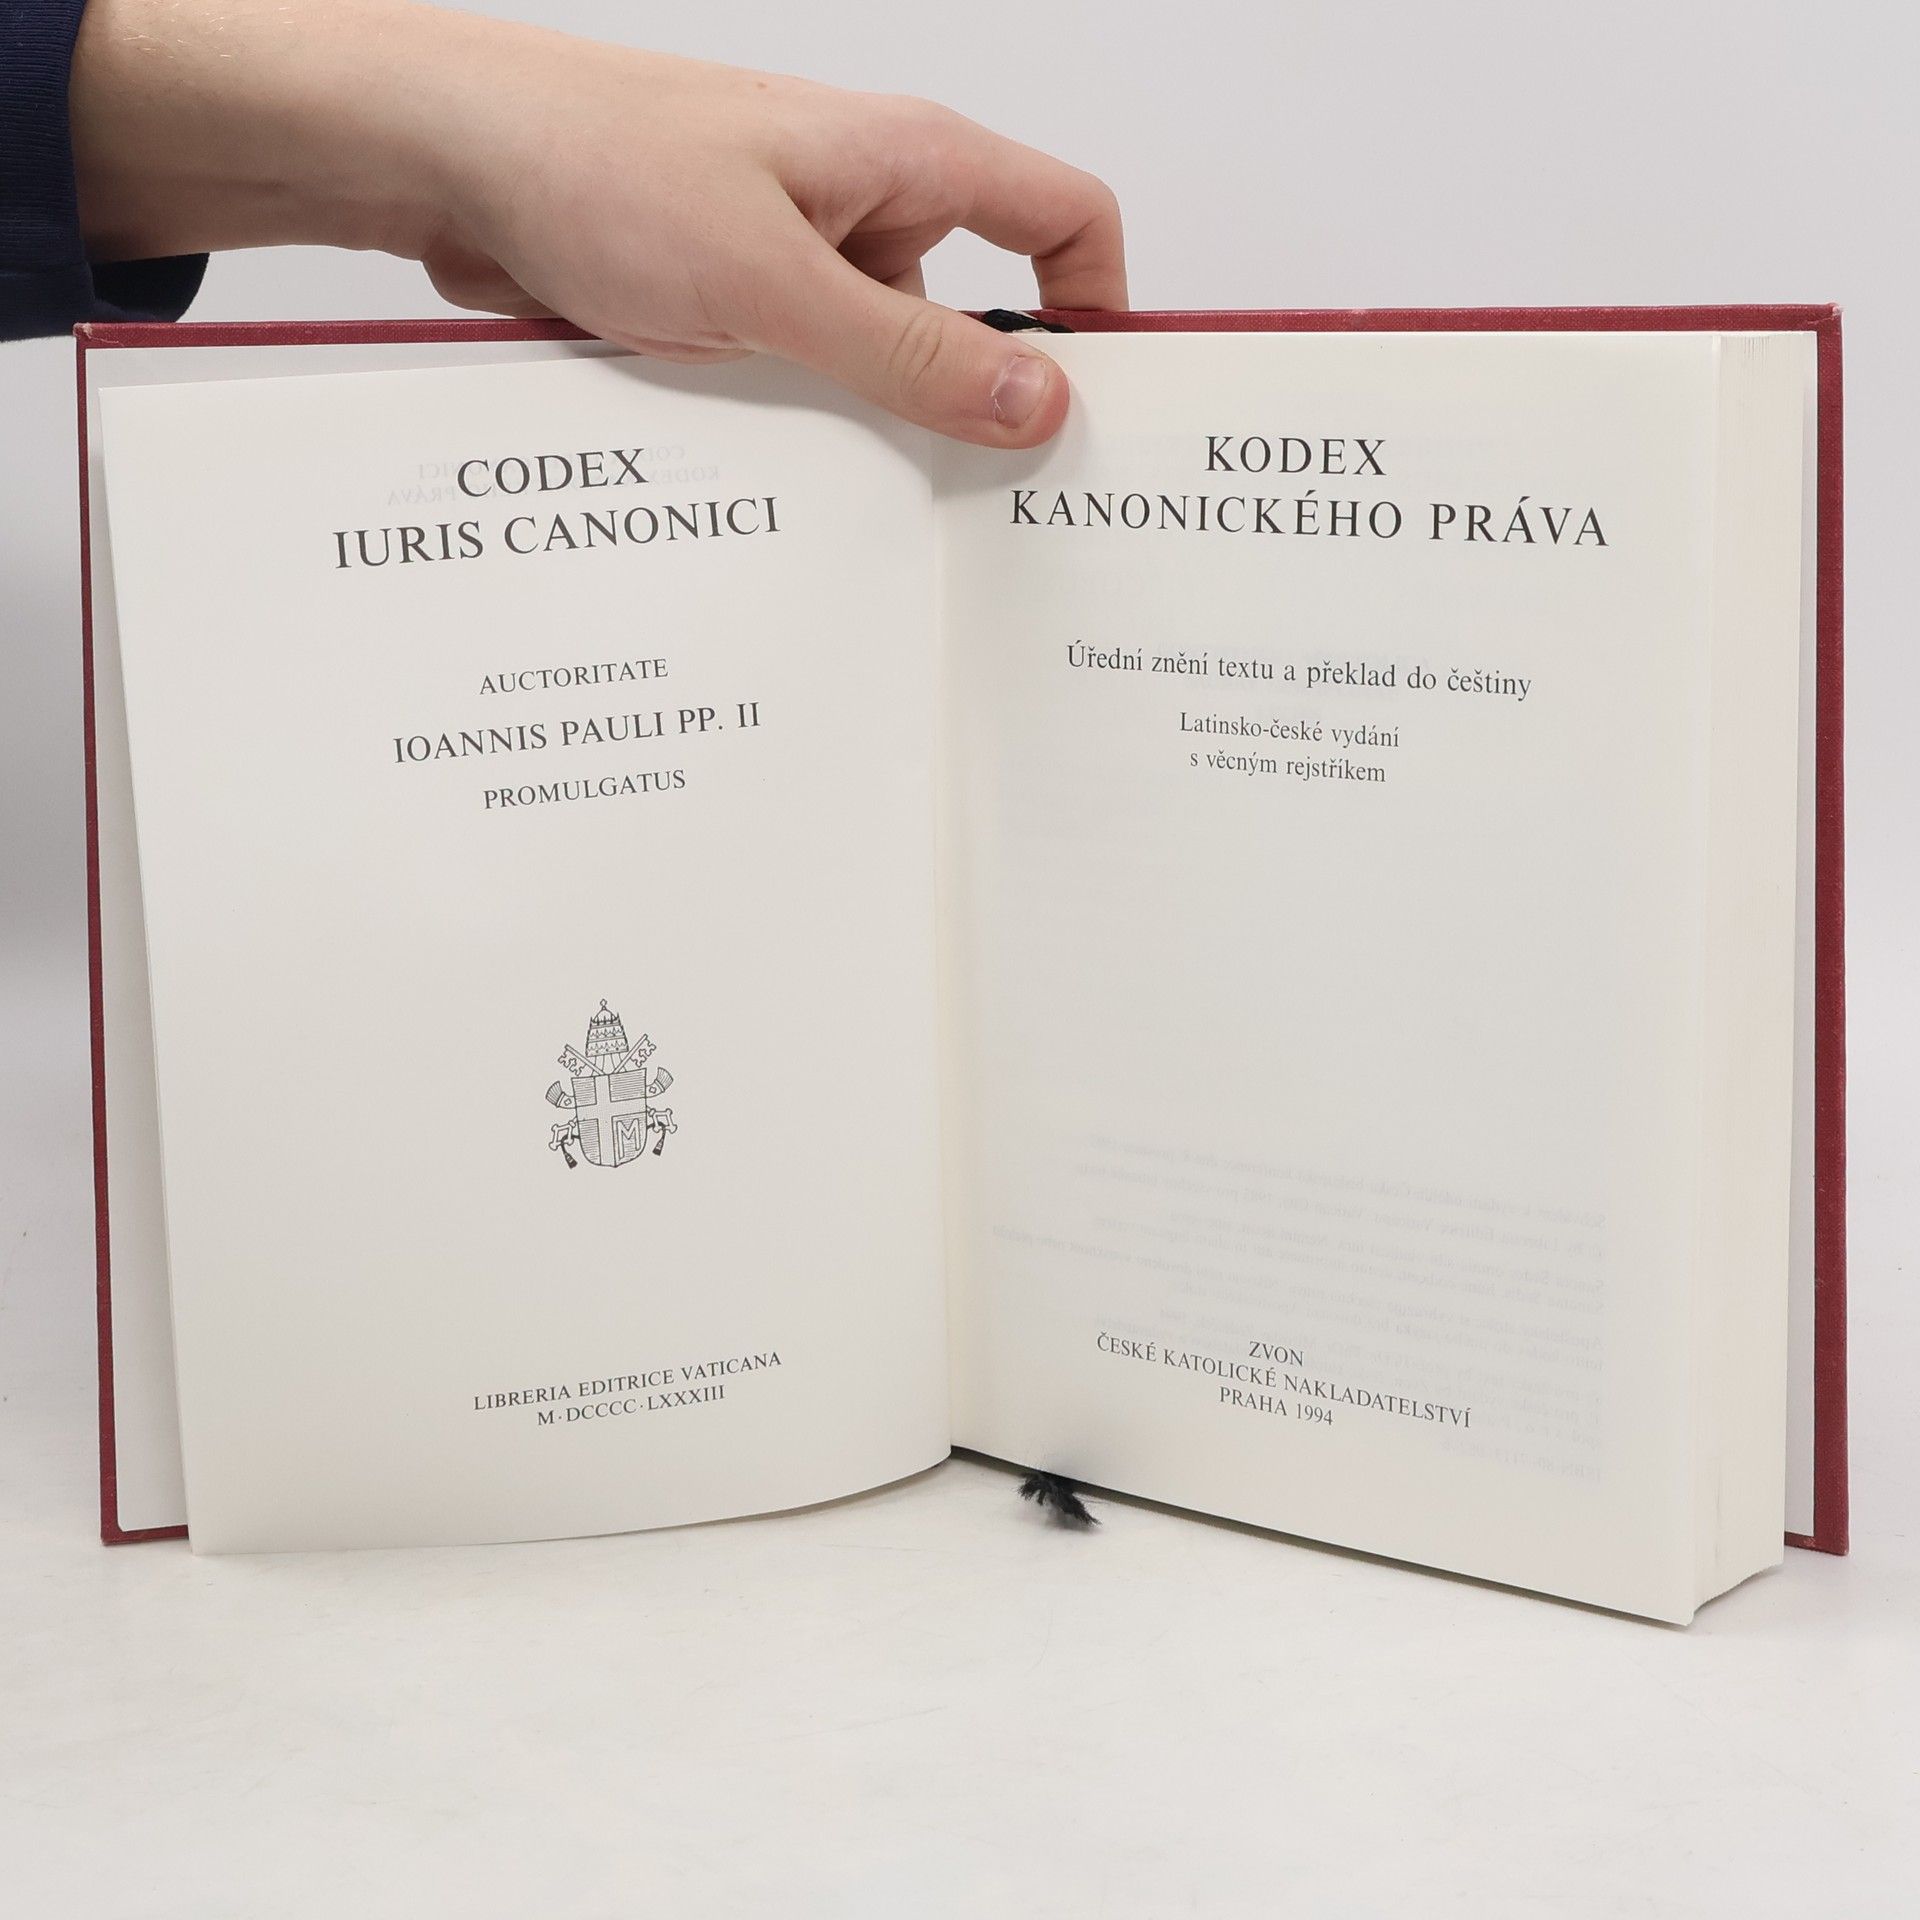 CODEX
IURIS CANONICI
AUCTORITATE
IOANNIS PAULI PP. II
PROMULGATUS
M
LIBRERIA EDITRICE VATICANA
M·DCCCC·LXXXIII
KODEX
KANONICKÉHO PRÁVA
Úřední znění textu a překlad do češtiny
Latinsko-české vydání
s věcným rejstříkem
ZVON
ČESKÉ KATOLICKÉ NAKLADATELSTVÍ
PRAHA 1994